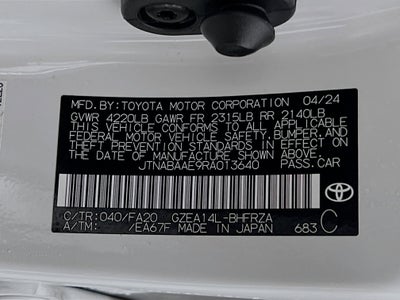 MFD. BY: TOYOTA MOTOR CORPORATION 04/24
GVWR 4220LB GAWR FR 2315LB RR 2140LB
THIS VEHICLE CONFORMS TO ALL APPLICABLE
FEDERAL MOTOR VEHICLE SAFETY, BUMPER, AND
THEFT PREVENTION STANDARDS IN EFFECT ON
THE DATE OF MANUFACTURE SHOWN ABOVE.
JTNABAAE9RA013640 PASS.CAR
TOYOTA
C/TR:040/FA20 GZEA14L-BHFRZA C
A/TM: /EA67F MADE IN JAPAN 683